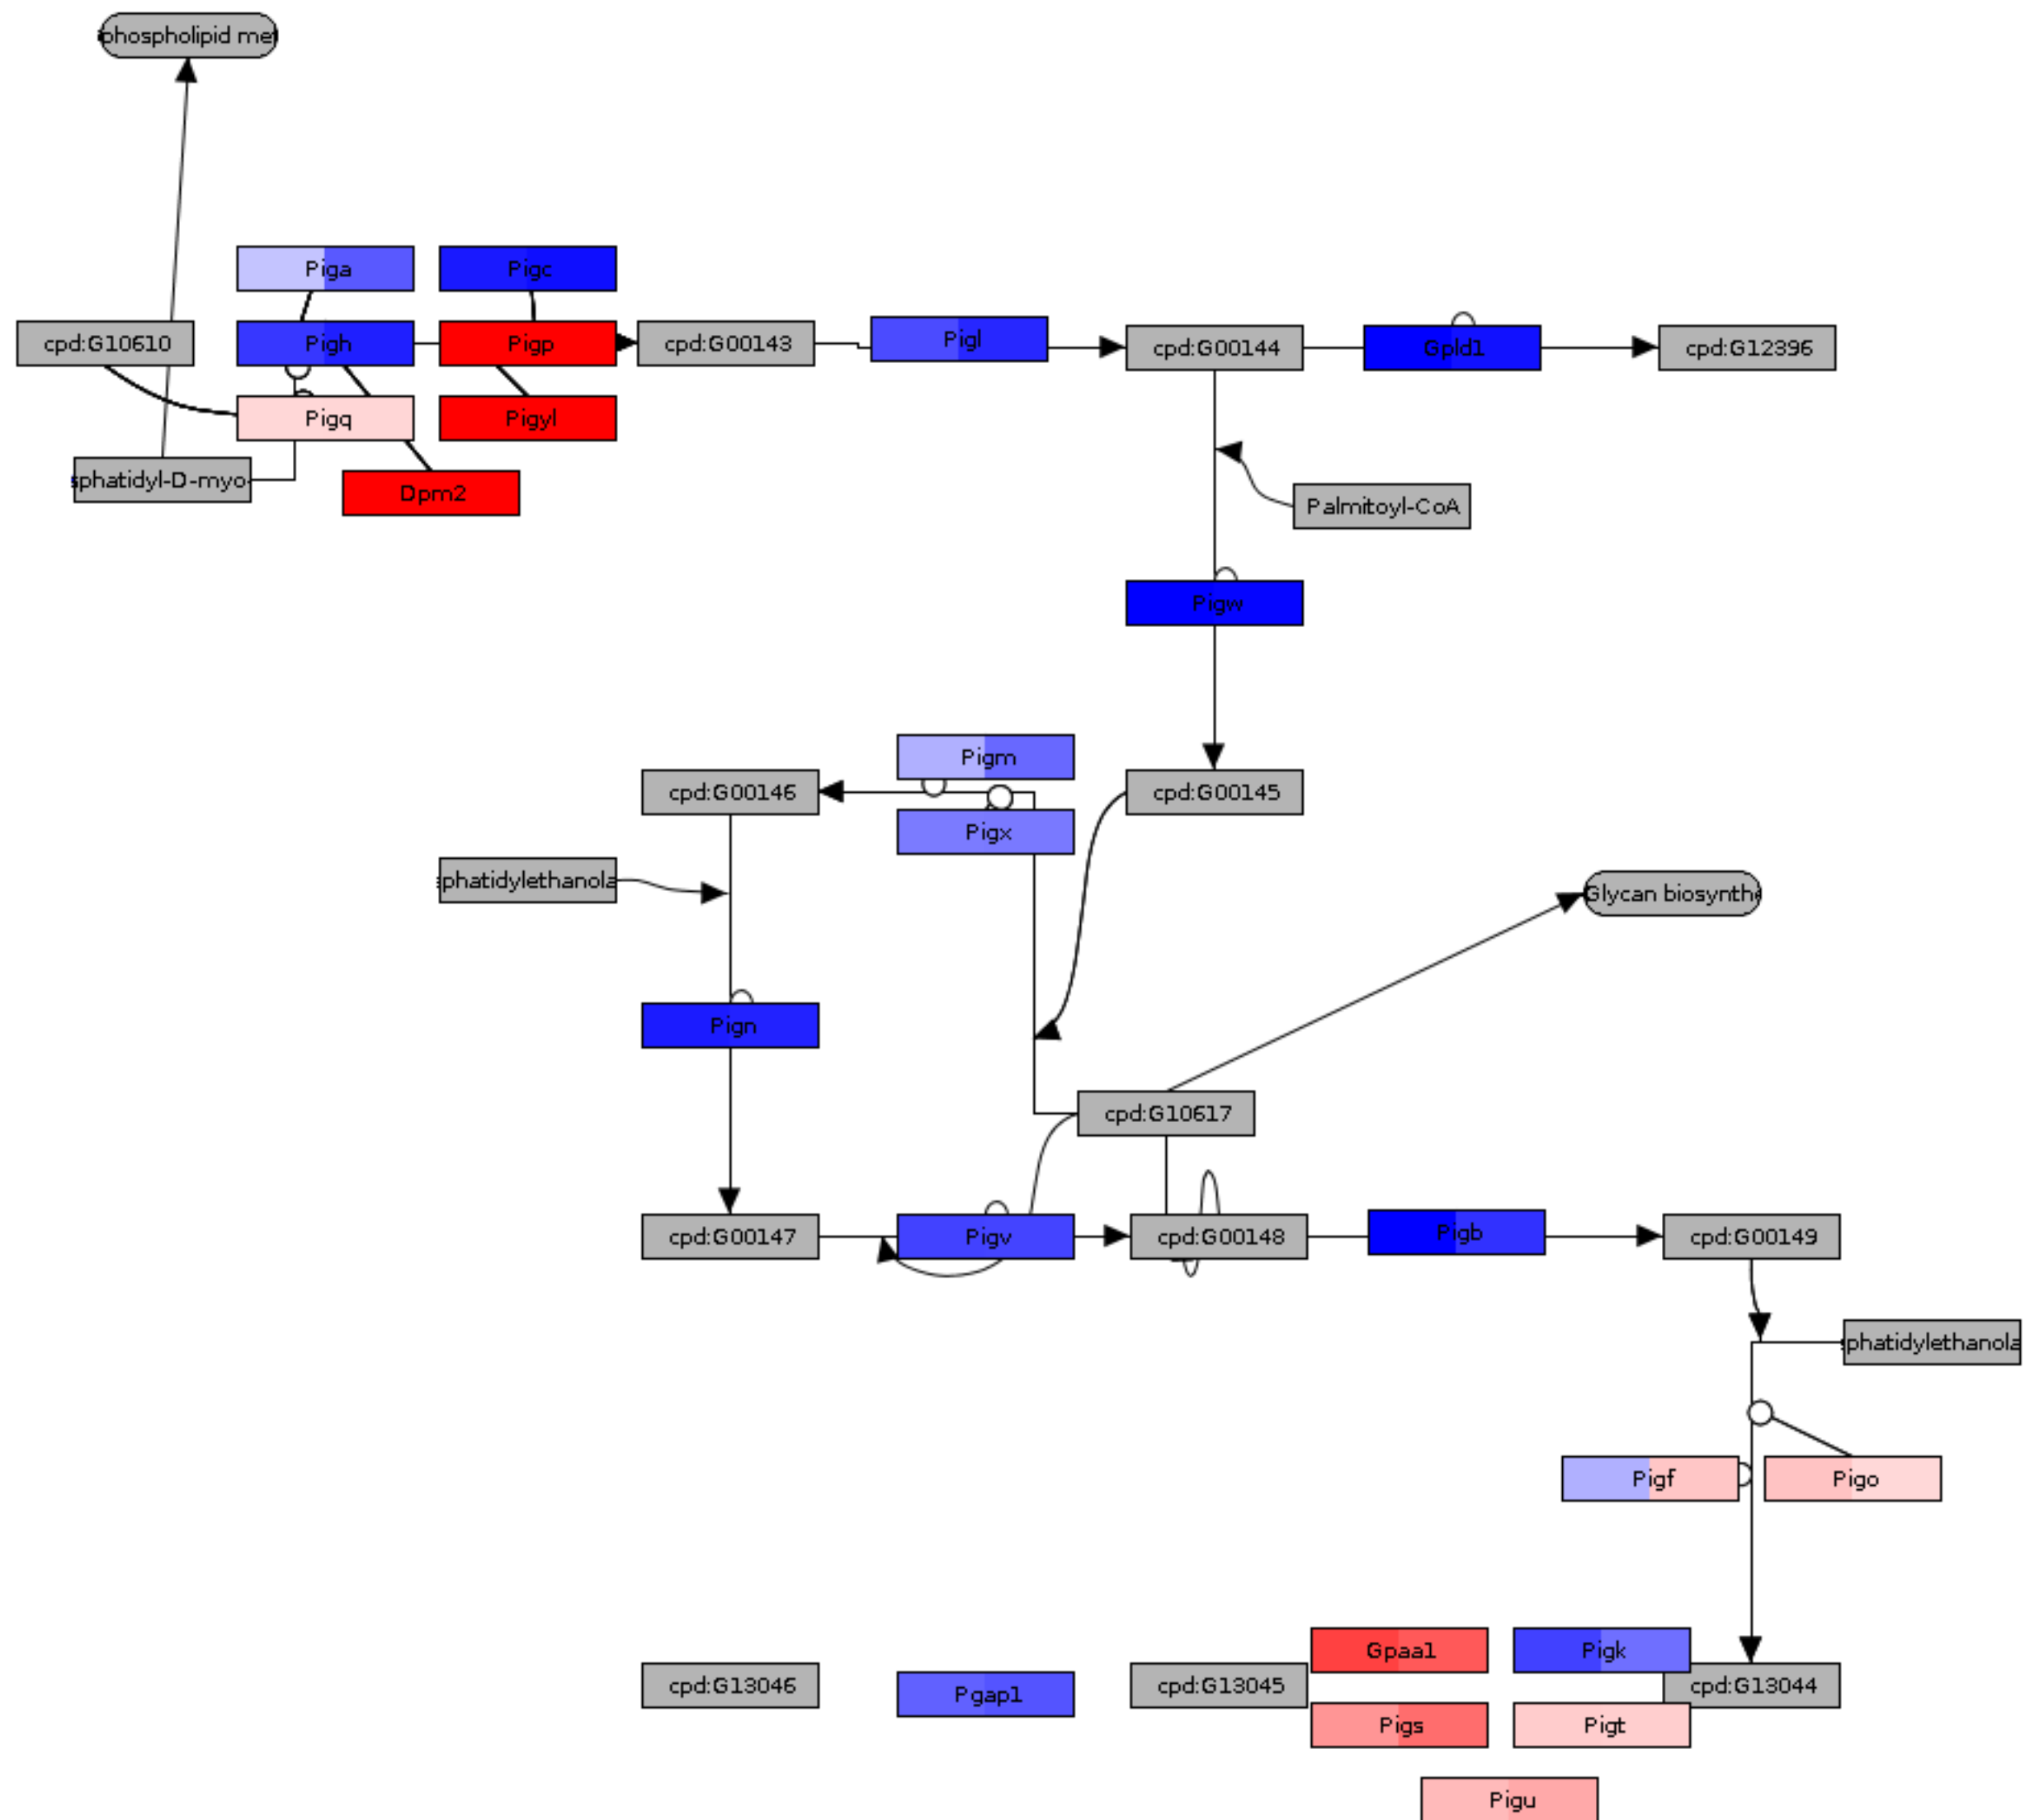 phospholipid met
Piga
Pigc
cpd:G10610
Pigh
Pigp
cpd:G00143
Pigl
cpd:G00144
Gpld1
cpd:G12396
Pigq
Pigyl
sphatidyl-D-myo-
Dpm2
Palmitoyl-CoA
Pigw
Pigm
cpd:G00146
cpd:G00145
Pigx
phatidylethanola
Glycan biosynthe
Pign
cpd:G10617
cpd:G00147
Pigv
cpd:G00148
Pigb
cpd:G00149
phatidylethanola
Pigf
Pigo
Gpaa1
Pigk
cpd:G13046
Pgap1
cpd:G13045
cpd:G13044
Pigs
Pigt
Pigu